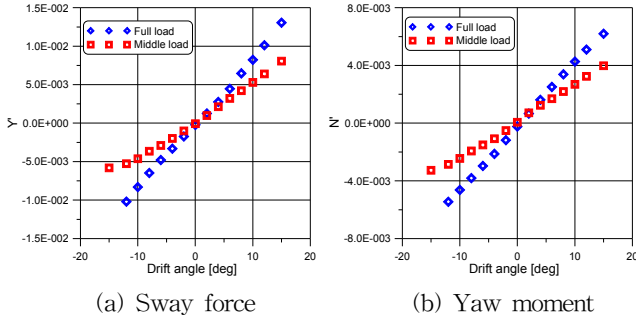 1.5E-002
1.0E-002
5.0E-003
0.0E+000
-5.0E-003
-1.0E-002
-1.5E-002
Y'
Full load
Middle load
-20 -10 0 10 20
Drift angle [deg]
(a) Sway force
8.0E-003
4.0E-003
0.0E+000
-4.0E-003
-8.0E-003
N'
Full load
Middle load
-20 -10 0 10 20
Drift angle [deg]
(b) Yaw moment